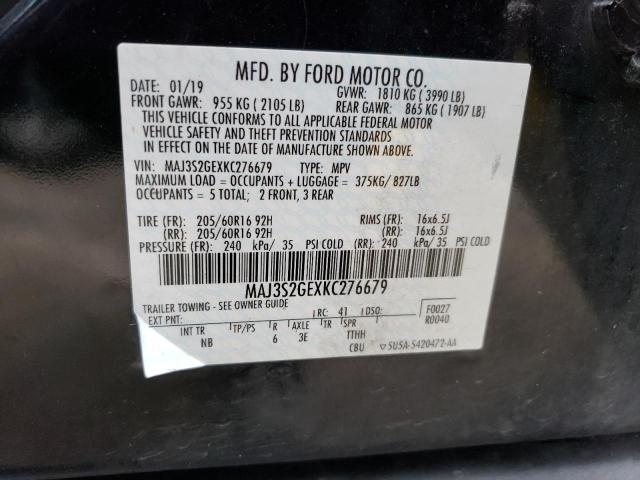 MFD. BY FORD MOTOR CO.
DATE: 01/19 GVWR: 1810 KG ( 3990 LB)
FRONT GAWR: 955 KG ( 2105 LB) REAR GAWR: 865 KG ( 1907 LB)
THIS VEHICLE CONFORMS TO ALL APPLICABLE FEDERAL MOTOR
VEHICLE SAFETY AND THEFT PREVENTION STANDARDS
IN EFFECT ON THE DATE OF MANUFACTURE SHOWN ABOVE.
VIN: MAJ3S2GEXKC276679 TYPE: MPV
MAXIMUM LOAD = OCCUPANTS + LUGGAGE = 375KG/ 827LB
OCCUPANTS = 5 TOTAL; 2 FRONT, 3 REAR
TIRE (FR): 205/60R16 92H RIMS (FR): 16x6.5J
(RR): 205/60R16 92H (RR): 16x6.5J
PRESSURE (FR): 240 kPa/ 35 PSI COLD (RR): 240 kPa/ 35 PSI COLD
MAJ3S2GEXKC276679
TRAILER TOWING - SEE OWNER GUIDE
EXT PNT: RC: 41 DSO: F0027
R0040
INT TR TP/PS R AXLE TR SPR
NB 6 3E TTHH
CBU 5U5A-5420472-AA